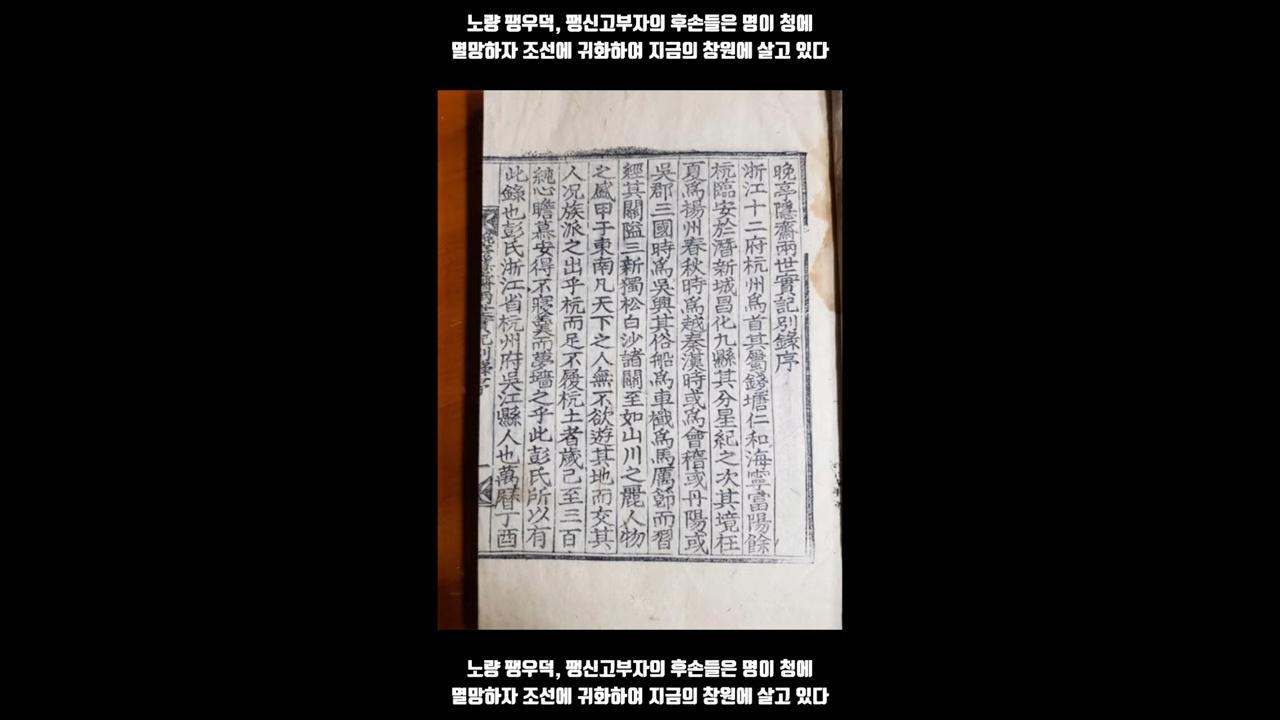 노량 팽우덕, 팽신고부자의 후손들은 명이 청에
멸망하자 조선에 귀화하여 지금의 창원에 살고 있다
晩亭隱齋兩世實記別錄序
浙江十二府杭州爲首其屬錢塘仁和海寧富陽餘
杭臨安於潛新城昌化九縣其分星紀之次其境在
夏爲揚州春秋時爲越秦漢時或爲會稽或丹陽或
吳郡三國時爲吳興其俗船爲車檝爲馬厲節而習
經其關隘三新獨松白沙諸關至如山川之麗人物
之盛甲于東南凡天下之人無不欲遊其地而交其
人况族派之出乎杭而足不履杭土者歲己至三百
純心瞻慕安得不寢羹而夢墻之乎此彭氏所以有
此錄也彭氏浙江省杭州府吳江縣人也萬曆丁酉
노량 팽우덕, 팽신고부자의 후손들은 명이 청에
멸망하자 조선에 귀화하여 지금의 창원에 살고 있다